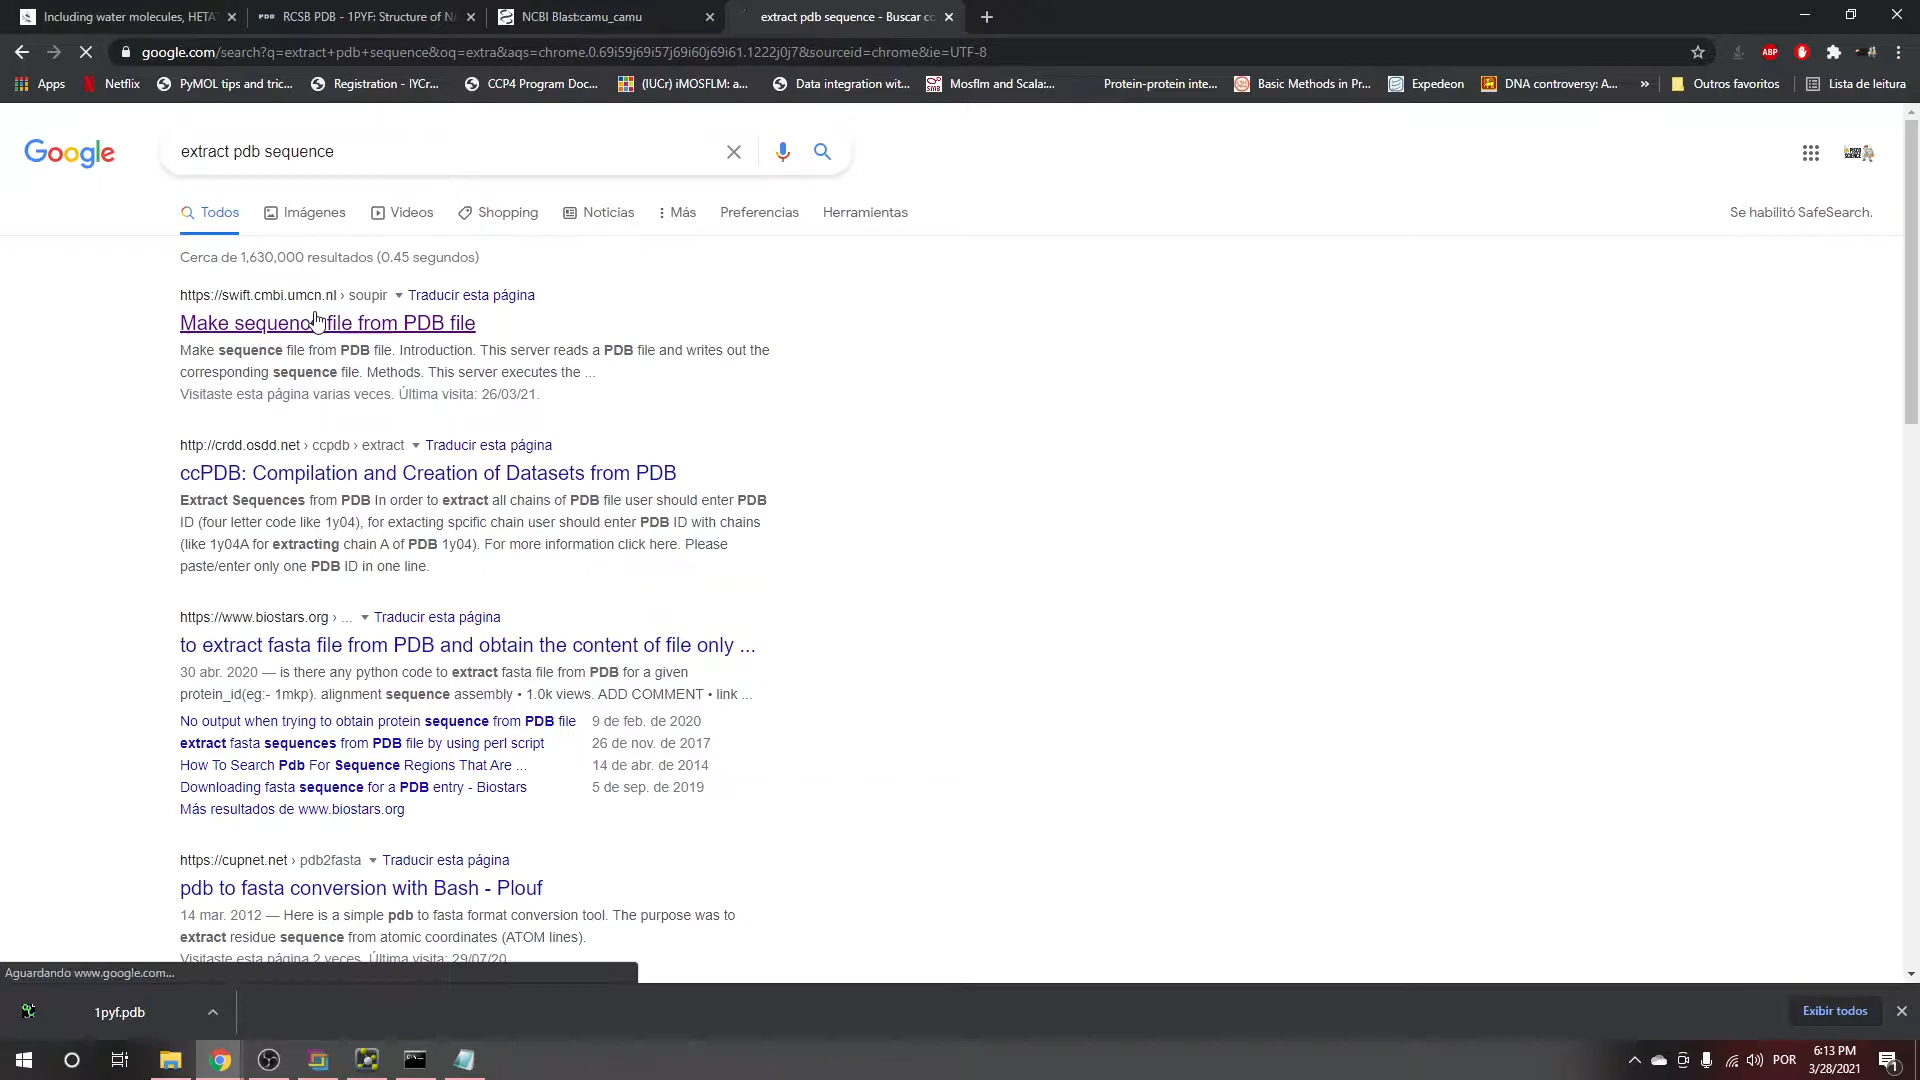 Including water molecules, HETA
RCSB PDB - 1PYF: Structure of NA
NCBI Blast:camu_camu
extract pdb sequence - Buscar co
google.com/search?q=extract+pdb+sequence&oq=extra&aqs=chrome.0.69i59j69i57j69i60j69i61.1222j0j7&sourceid=chrome&ie=UTF-8
ABP
Apps
Netflix
PyMOL tips and tric...
Registration - IYCr...
CCP4 Program Doc...
(IUCr) iMOSFLM: a...
Data integration wit...
Mosflm and Scala:...
Protein-protein inte...
Basic Methods in Pr...
Expedeon
DNA controversy: A...
»
Outros favoritos
Lista de leitura
Google
extract pdb sequence
Todos
Imágenes
Videos
Shopping
Noticias
Más
Preferencias
Herramientas
Se habilitó SafeSearch.
Cerca de 1,630,000 resultados (0.45 segundos)
https://swift.cmbi.umcn.nl › soupir Traducir esta página
Make sequence file from PDB file
Make sequence file from PDB file. Introduction. This server reads a PDB file and writes out the
corresponding sequence file. Methods. This server executes the ...
Visitaste esta página varias veces. Última visita: 26/03/21.
http://crdd.osdd.net › ccpdb › extract Traducir esta página
ccPDB: Compilation and Creation of Datasets from PDB
Extract Sequences from PDB In order to extract all chains of PDB file user should enter PDB
ID (four letter code like 1y04), for extacting spcific chain user should enter PDB ID with chains
(like 1y04A for extracting chain A of PDB 1y04). For more information click here. Please
paste/enter only one PDB ID in one line.
https://www.biostars.org › ... Traducir esta página
to extract fasta file from PDB and obtain the content of file only ...
30 abr. 2020 — is there any python code to extract fasta file from PDB for a given
protein_id(eg:- 1mkp). alignment sequence assembly • 1.0k views. ADD COMMENT • link ...
No output when trying to obtain protein sequence from PDB file 9 de feb. de 2020
extract fasta sequences from PDB file by using perl script 26 de nov. de 2017
How To Search Pdb For Sequence Regions That Are ... 14 de abr. de 2014
Downloading fasta sequence for a PDB entry - Biostars 5 de sep. de 2019
Más resultados de www.biostars.org
https://cupnet.net › pdb2fasta Traducir esta página
pdb to fasta conversion with Bash - Plouf
14 mar. 2012 — Here is a simple pdb to fasta format conversion tool. The purpose was to
extract residue sequence from atomic coordinates (ATOM lines).
Visitaste esta página 2 veces. Última visita: 29/07/20.
Aguardando www.google.com...
1pyf.pdb
Exibir todos
POR
6:13 PM
3/28/2021
1